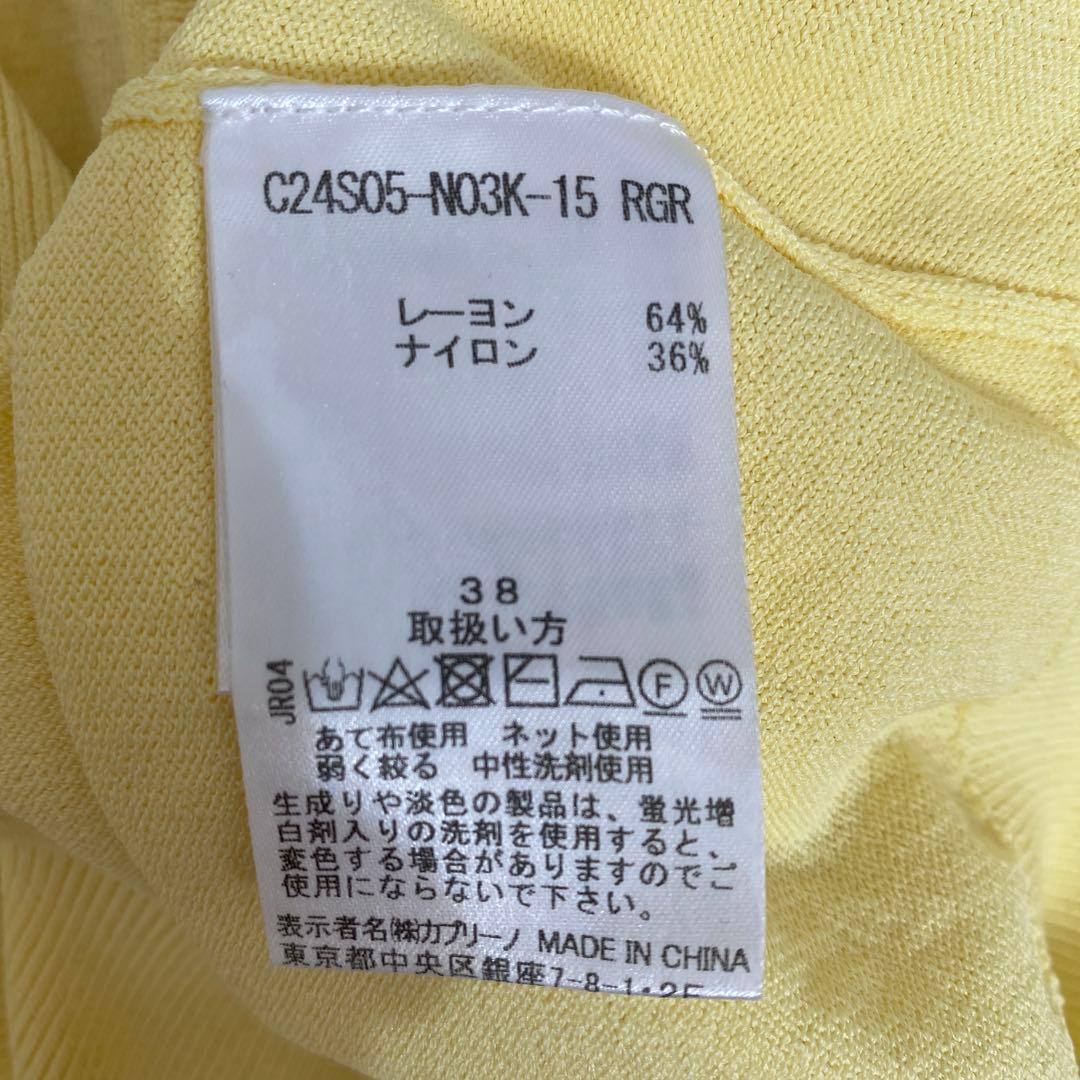 C24S05-N03K-15 RGR
レーヨン 64%
ナイロン 36%
38
取扱い方
JR04
F W
あて布使用 ネット使用
弱く絞る 中性洗剤使用
生成りや淡色の製品は、蛍光増
白剤入りの洗剤を使用すると、
変色する場合がありますのでご
使用にならないで下さい。
表示者名㈱カプリーノ MADE IN CHINA
東京都中央区銀座7-8-1・2F